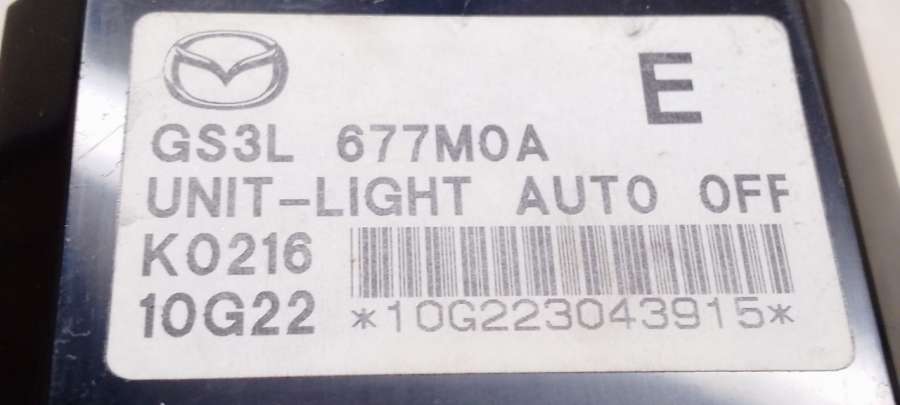 E
GS3L 677M0A
UNIT-LIGHT AUTO OFF
K0216
10G22 *10G223043915*